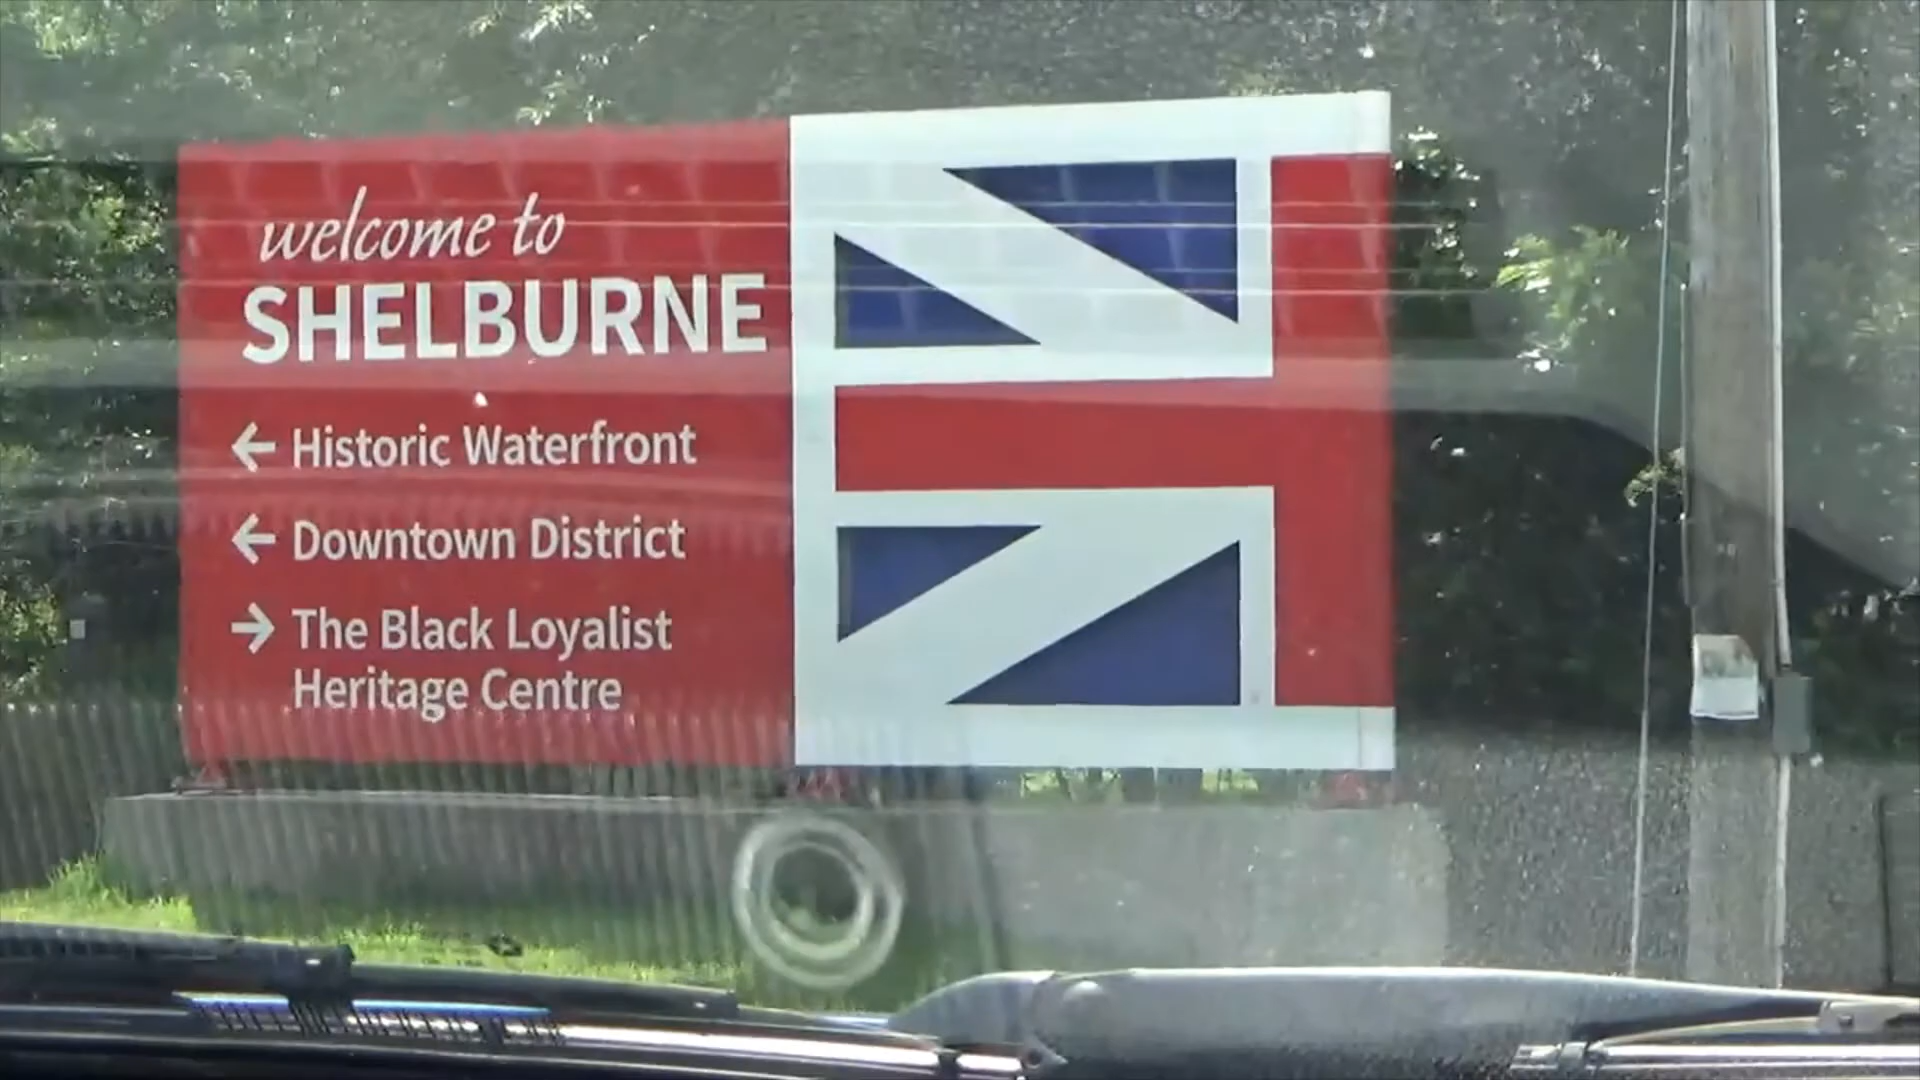 welcome to
SHELBURNE
← Historic Waterfront
← Downtown District
→ The Black Loyalist
Heritage Centre